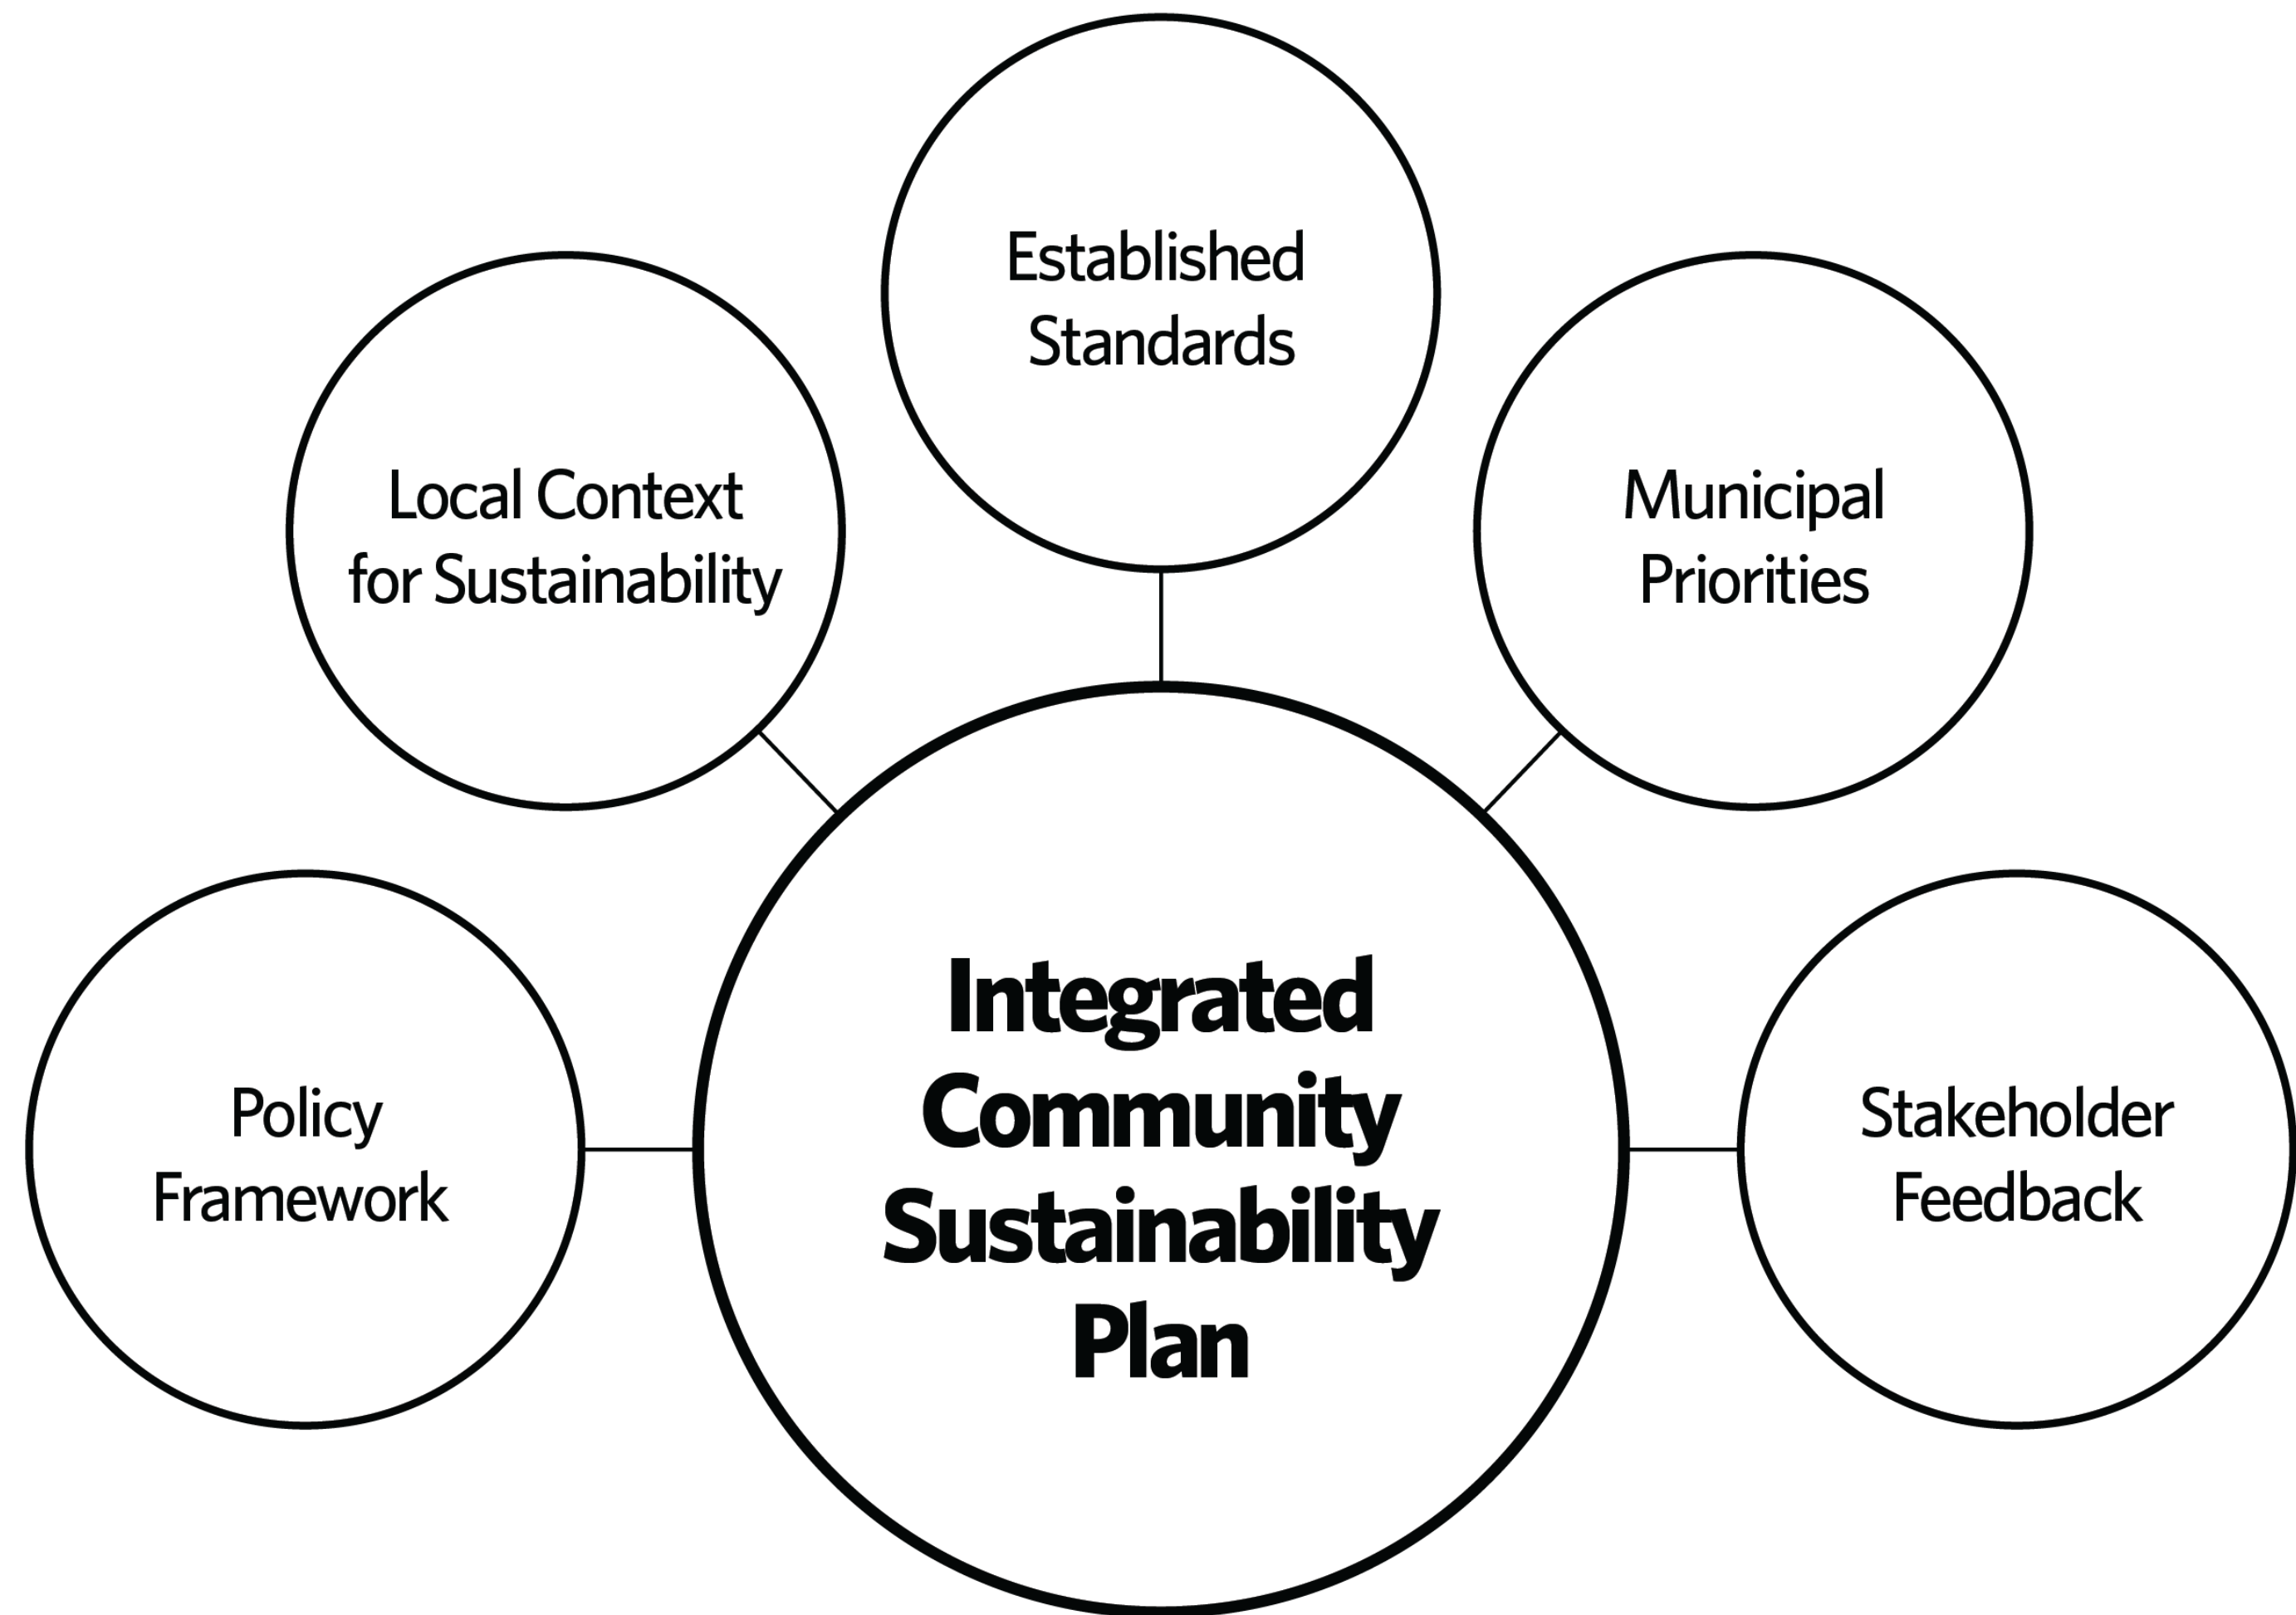 Established
Standards
Local Context
for Sustainability
Municipal
Priorities
Policy
Framework
Integrated
Community
Sustainability
Plan
Stakeholder
Feedback